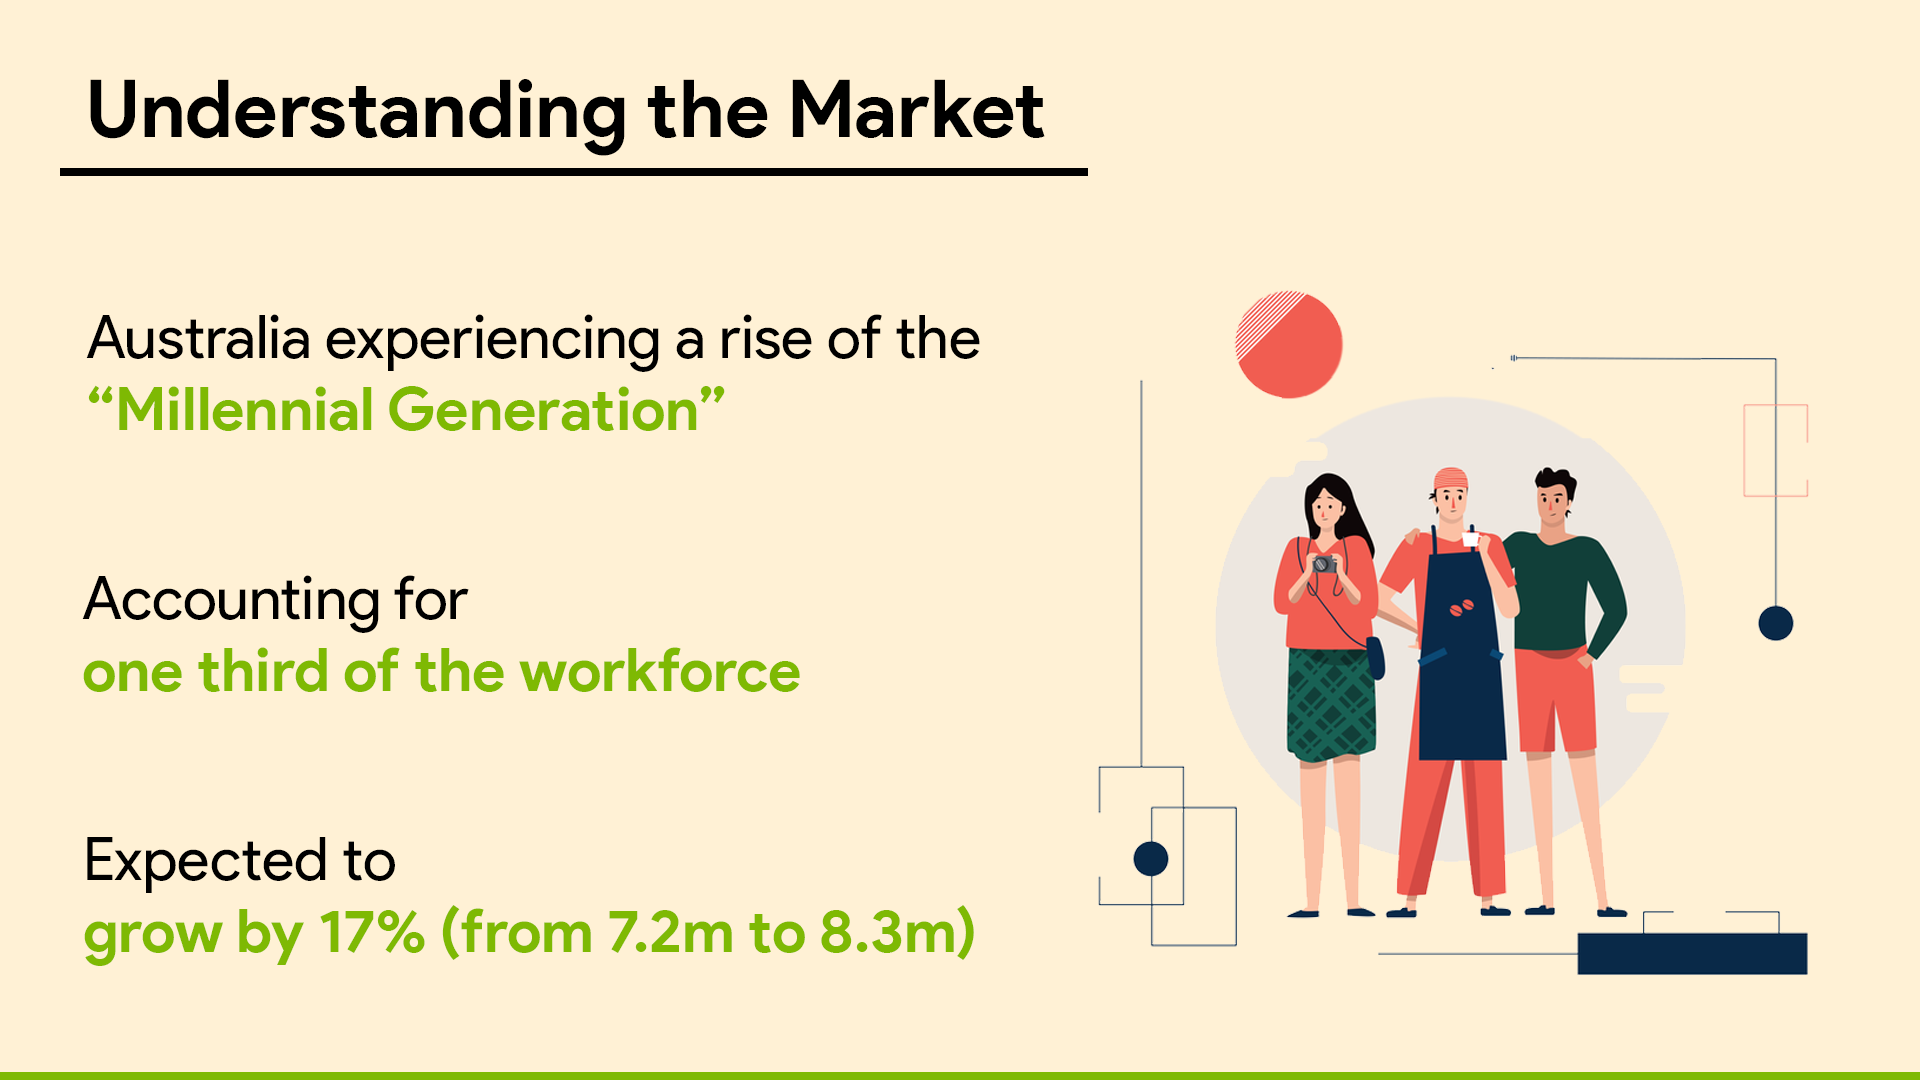 Understanding the Market
Australia experiencing a rise of the
“Millennial Generation”
Accounting for
one third of the workforce
Expected to
grow by 17% (from 7.2m to 8.3m)